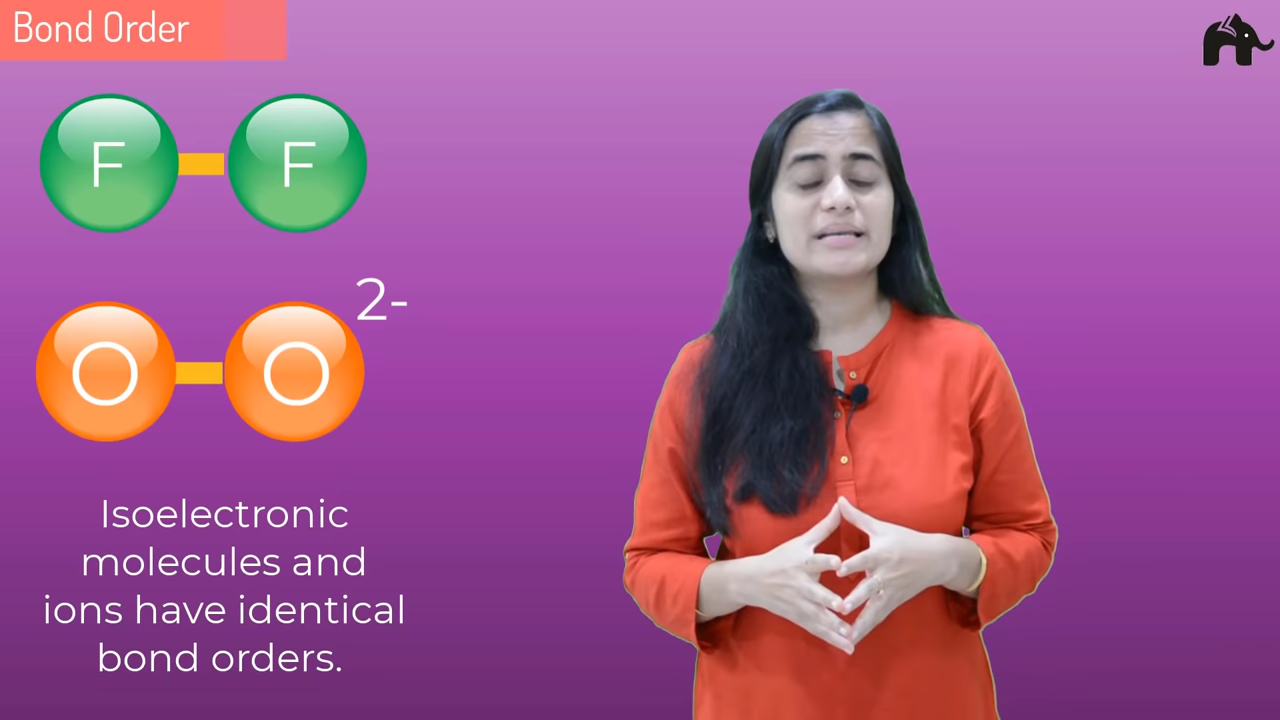 Bond Order
F F
2-
O O
Isoelectronic
molecules and
ions have identical
bond orders.